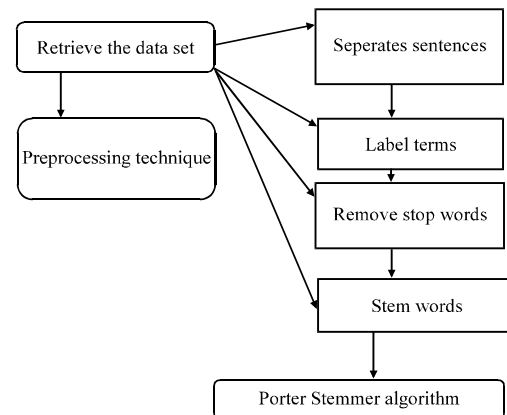 Retrieve the data set
Seperates sentences
Preprocessing technique
Label terms
Remove stop words
Stem words
Porter Stemmer algorithm